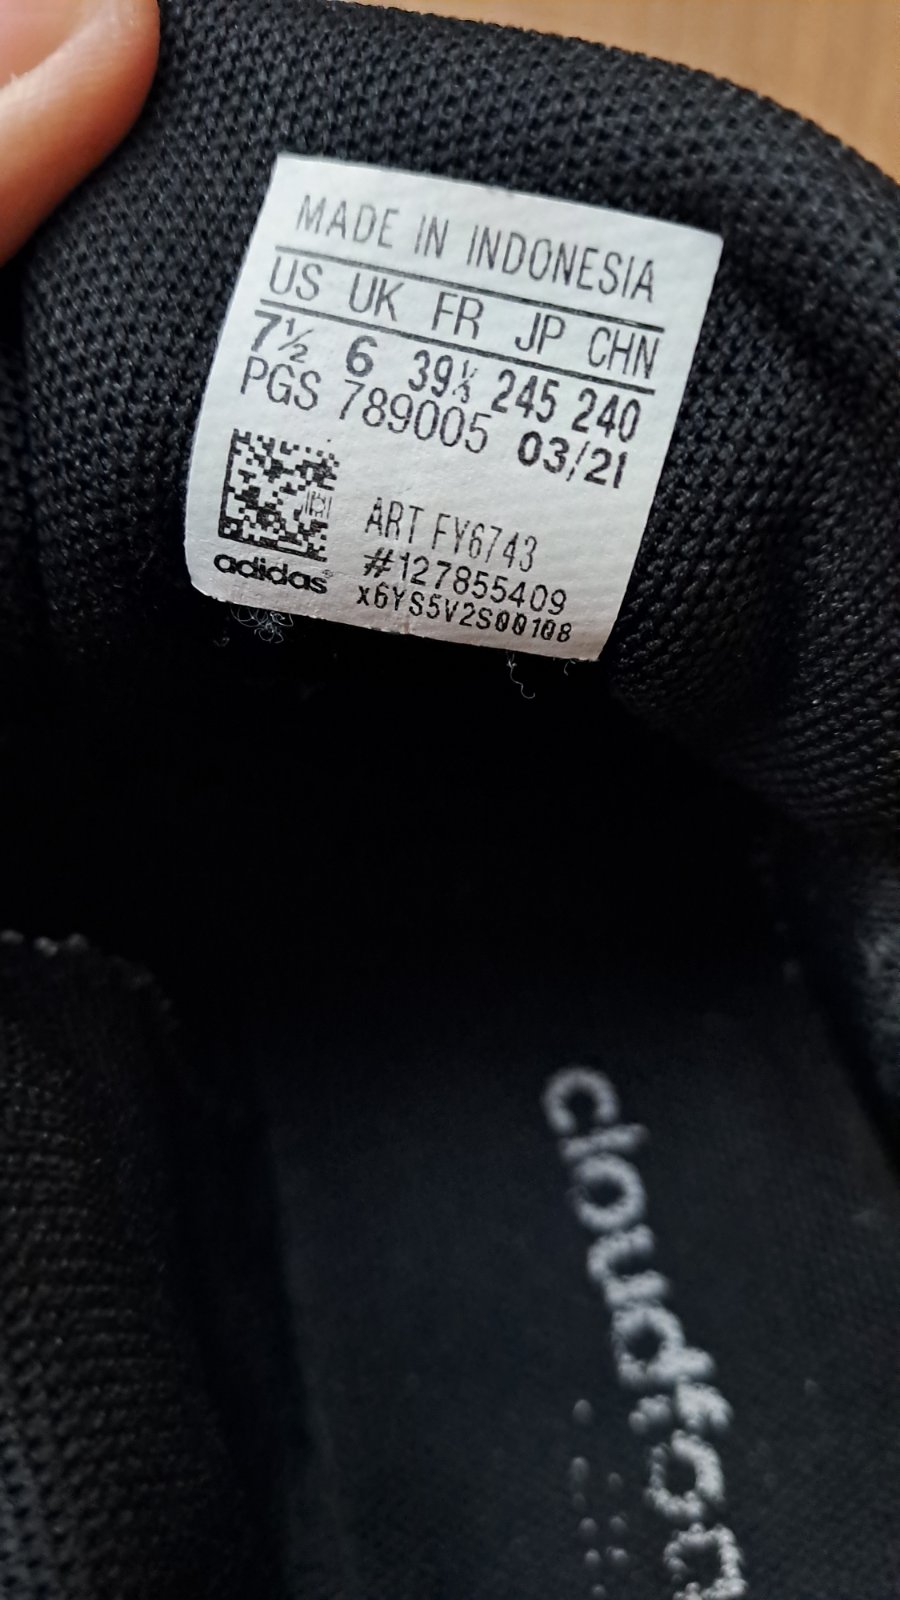 MADE IN INDONESIA
US UK FR JP CHN
7½ 6 39⅓ 245 240
PGS 789005 03/21
ART FY6743
#127855409
x6YS5V2S00108
adidas
cloudfo